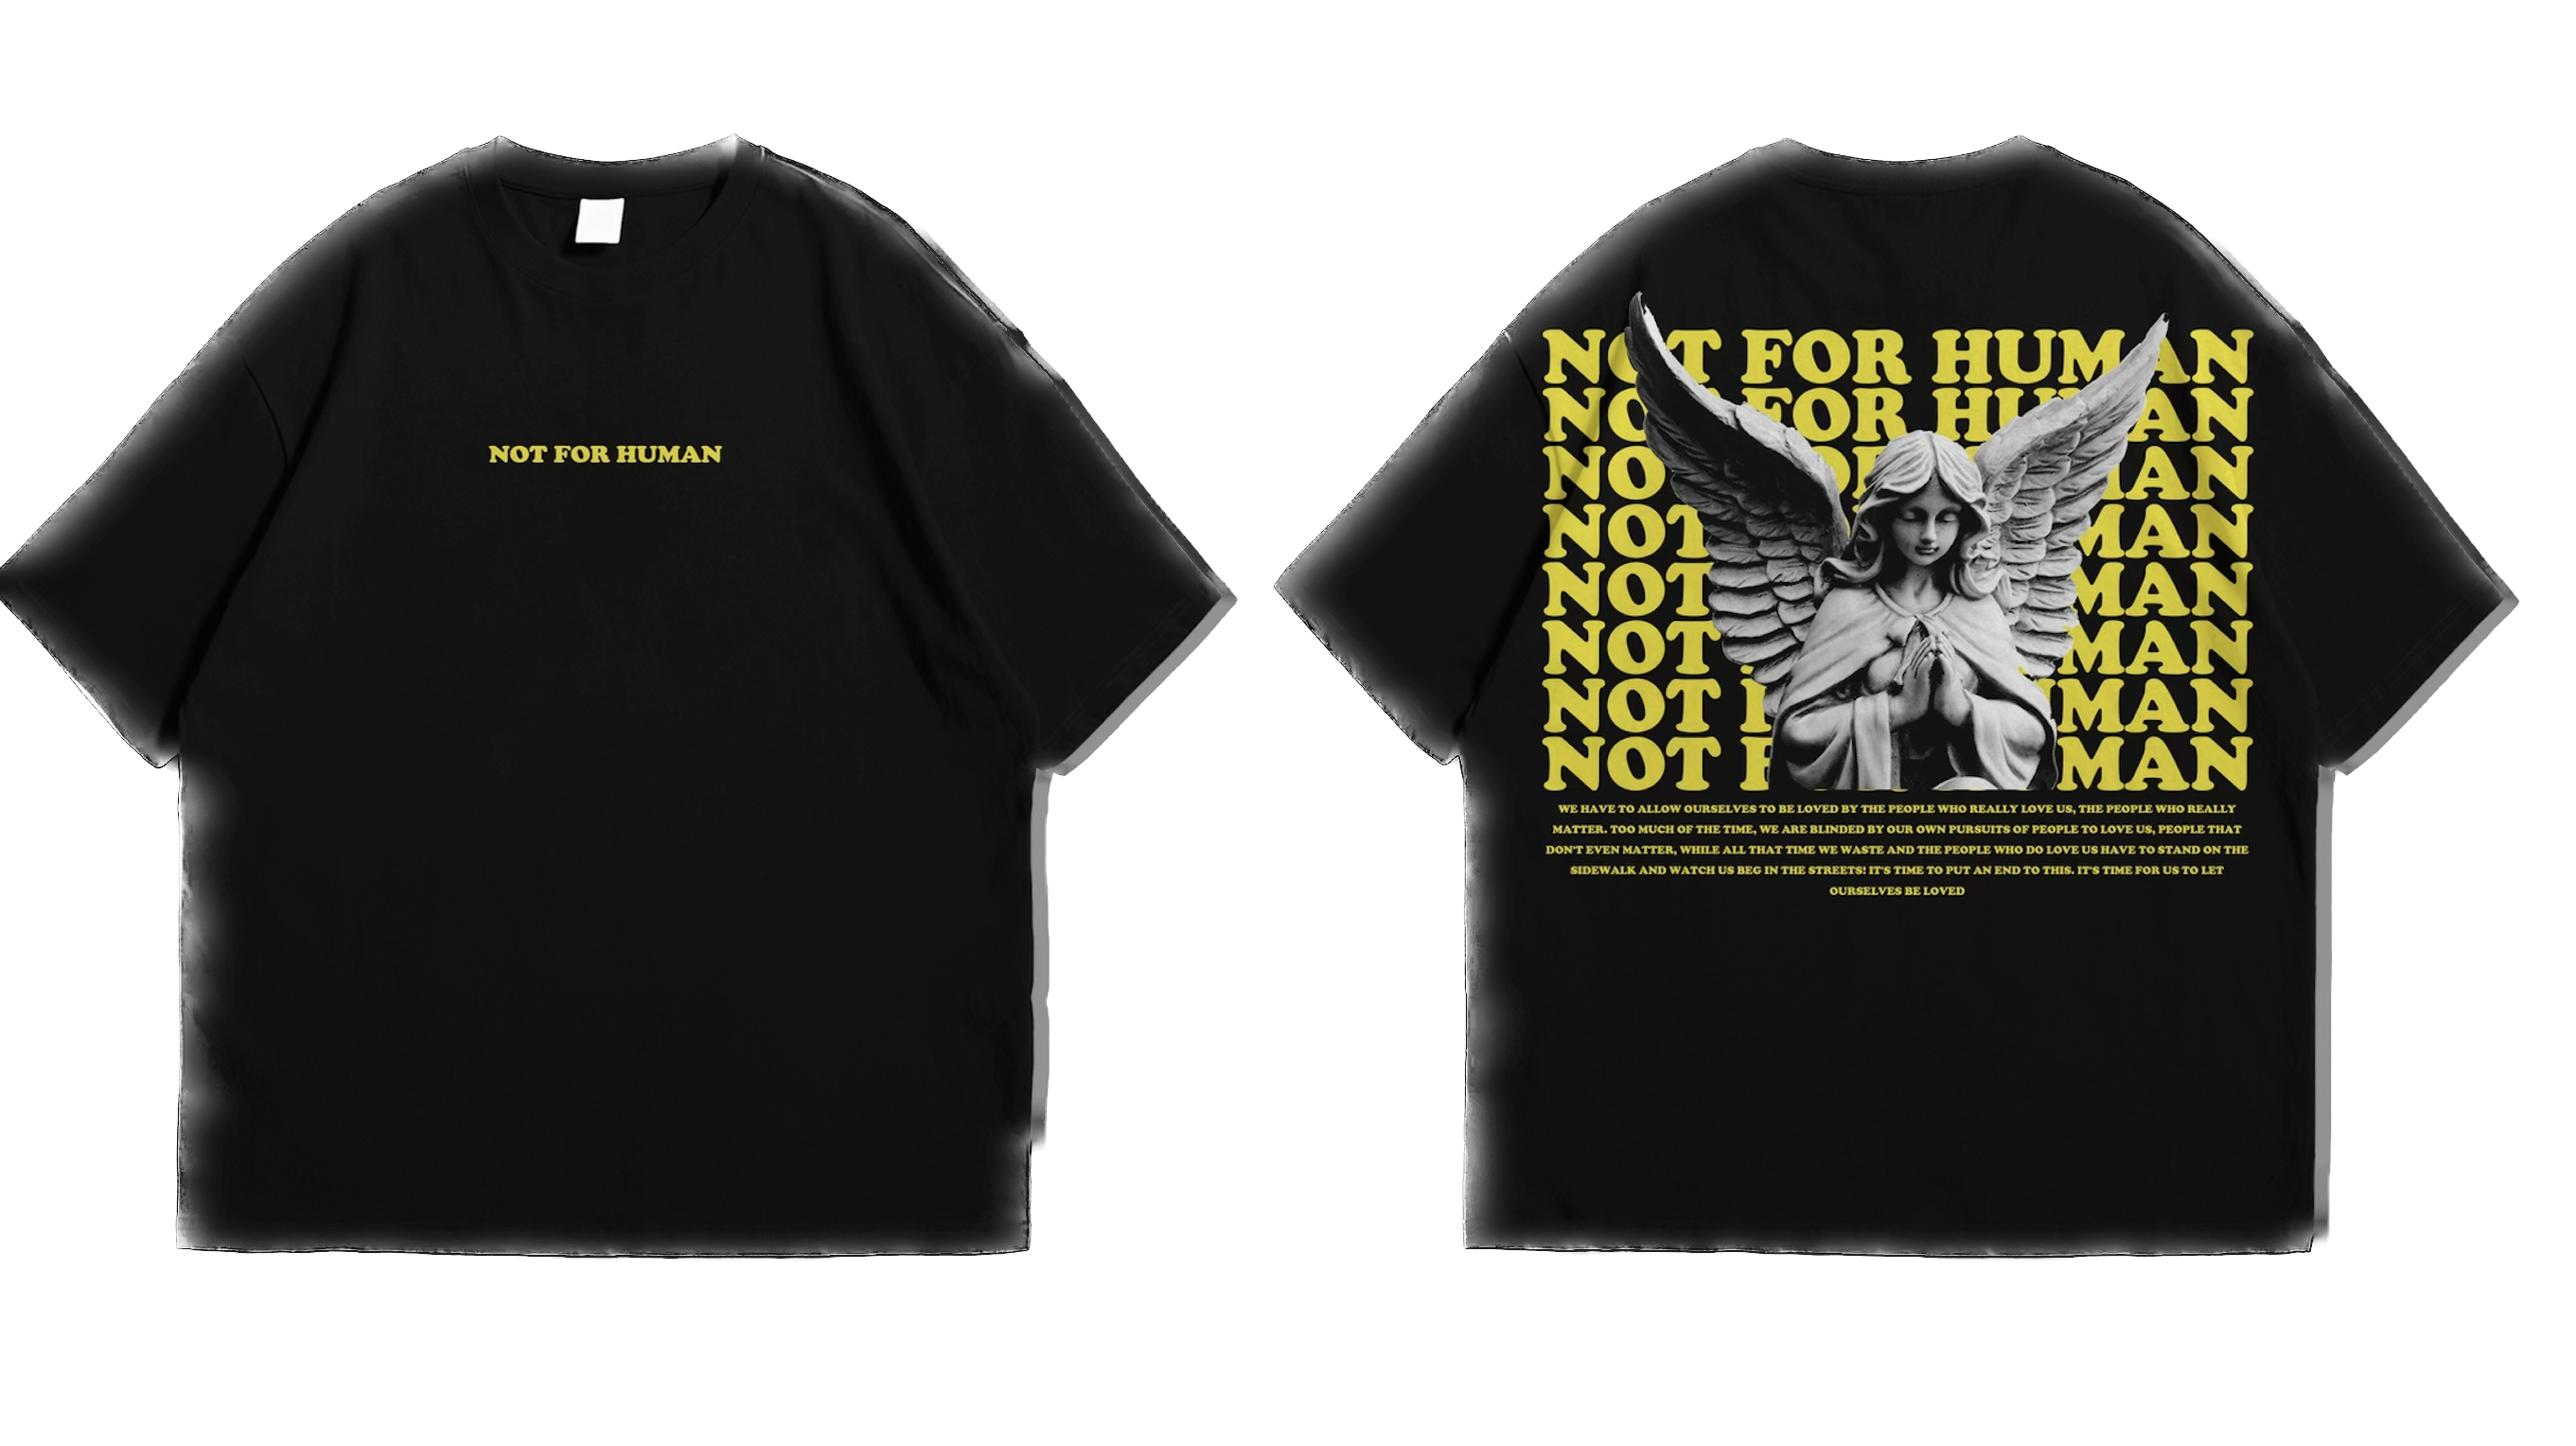 NOT FOR HUMAN
NOT FOR HUMAN
NOT FOR HUMAN
NO HUMAN
NOT MAN
NOT MAN
NOT MAN
NOT HUMAN
NOT MAN
WE HAVE TO ALLOW OURSELVES TO BE LOVED BY THE PEOPLE WHO REALLY LOVE US, THE PEOPLE WHO REALLY
MATTER. TOO MUCH OF THE TIME, WE ARE BLINDED BY OUR OWN PURSUITS OF PEOPLE TO LOVE US, PEOPLE THAT
DON'T EVEN MATTER, WHILE ALL THAT TIME WE WASTE AND THE PEOPLE WHO DO LOVE US HAVE TO STAND ON THE
SIDEWALK AND WATCH US BEG IN THE STREETS! IT'S TIME TO PUT AN END TO THIS. IT'S TIME FOR US TO LET
OURSELVES BE LOVED